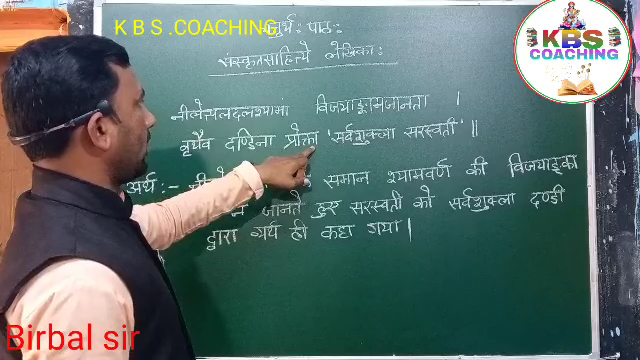 K B S . COACHING
पाठः
संस्कृतसाहित्ये लेखिकाः
KBS
COACHING
नीलोत्पलदलश्यामां विजयाङ्कामजानता ।
वृथैव दण्डिना प्रोक्ता 'सर्वशुक्ला सरस्वती' ॥
अर्थ :- समान श्यामवर्ण की विजयाङ्का
न जानते हुए सरस्वती को सर्वशुक्ला दण्डी
द्वारा व्यर्थ ही कहा गया।
Birbal sir